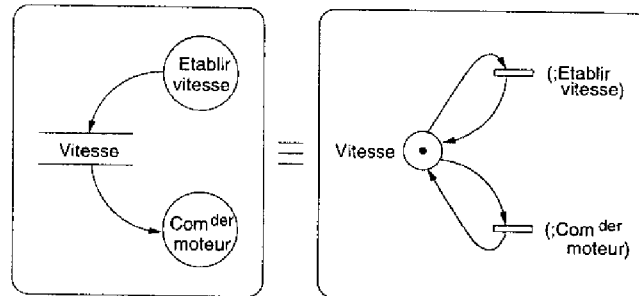 Etablir
vitesse
Vitesse
Com der
moteur
≡
Vitesse
(;Etablir
vitesse)
(;Com der
moteur)